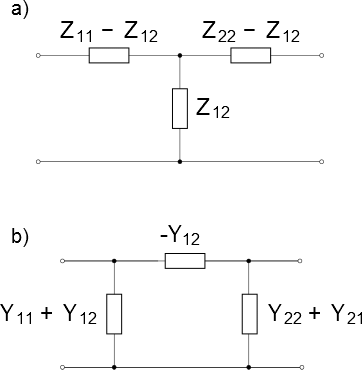 a)
Z₁₁ − Z₁₂ Z₂₂ − Z₁₂
Z₁₂
b)
-Y₁₂
Y₁₁ + Y₁₂ Y₂₂ + Y₂₁